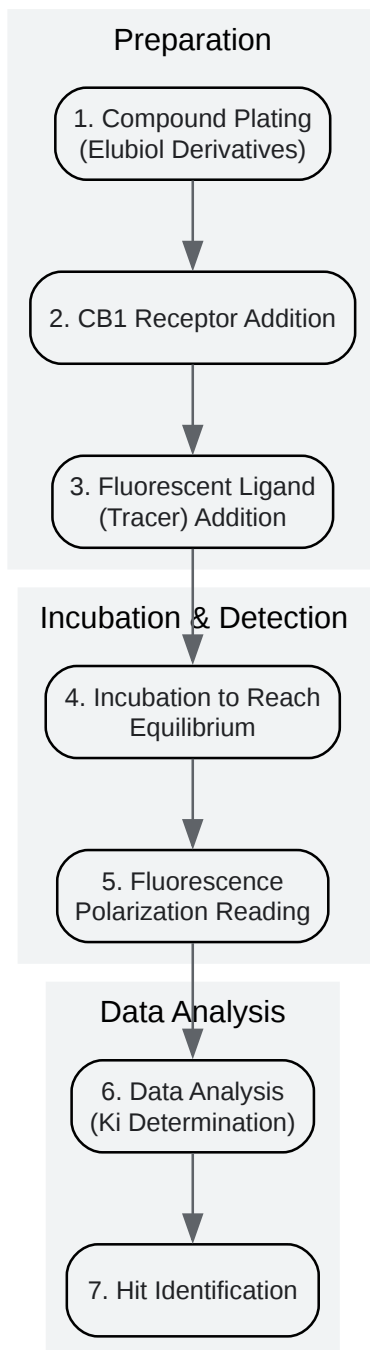 Preparation
1. Compound Plating
(Elubiol Derivatives)
2. CB1 Receptor Addition
3. Fluorescent Ligand
(Tracer) Addition
Incubation & Detection
4. Incubation to Reach
Equilibrium
5. Fluorescence
Polarization Reading
Data Analysis
6. Data Analysis
(Ki Determination)
7. Hit Identification